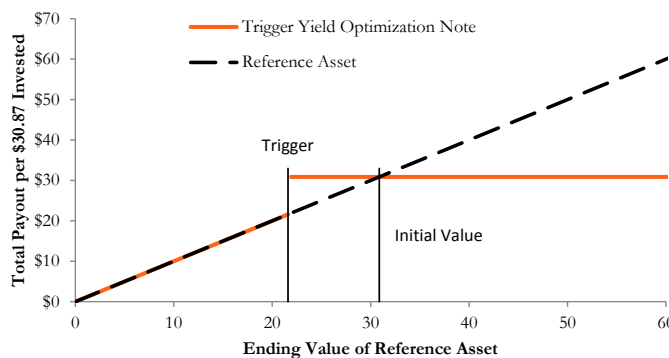 Trigger Yield Optimization Note
Reference Asset
Total Payout per $30.87 Invested
$70
$60
$50
$40
$30
$20
$10
$0
Trigger
Initial Value
0 10 20 30 40 50 60
Ending Value of Reference Asset